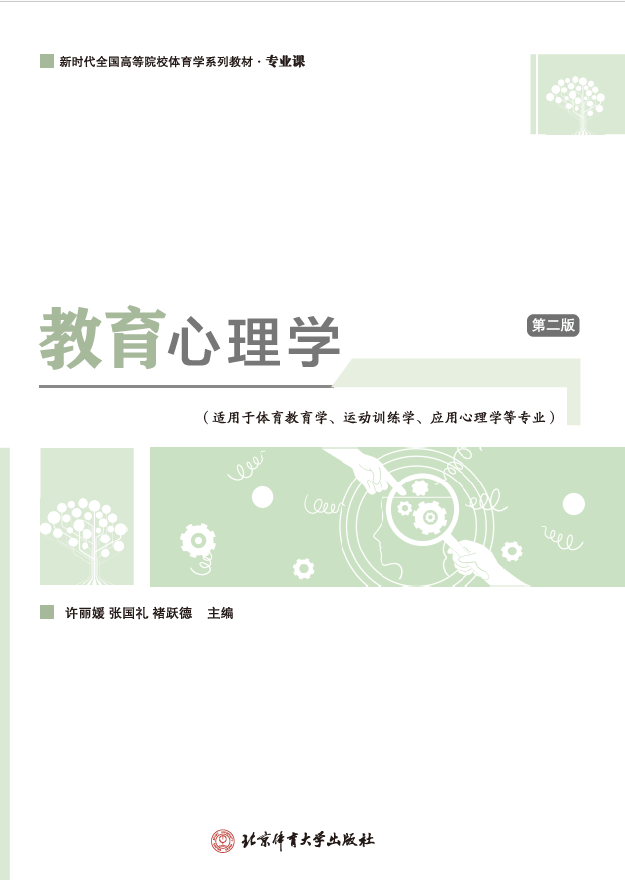 新时代全国高等院校体育学系列教材·专业课
教育心理学
第二版
（适用于体育教育学、运动训练学、应用心理学等专业）
许丽媛 张国礼 褚跃德 主编
北京体育大学出版社